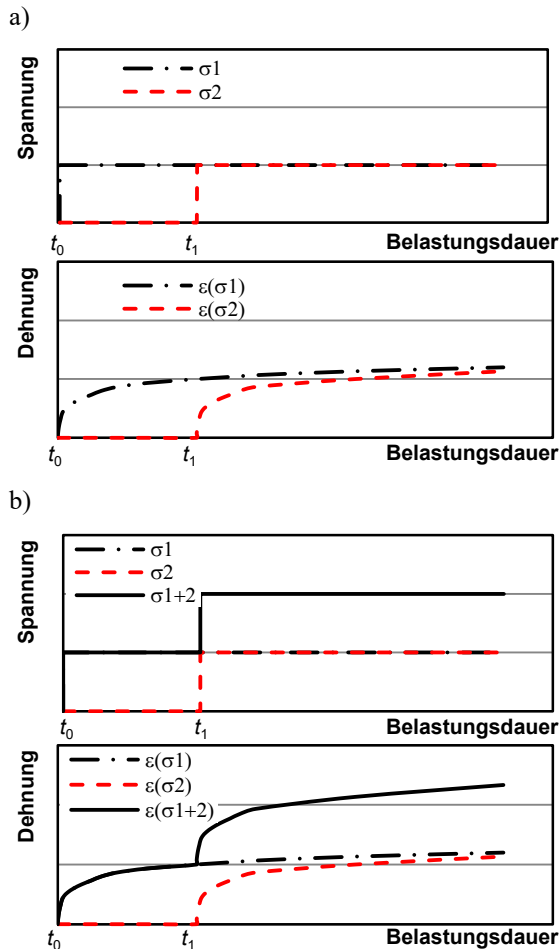 a)
Spannung
σ1
σ2
t0 t1 Belastungsdauer
Dehnung
ε(σ1)
ε(σ2)
t0 t1 Belastungsdauer
b)
Spannung
σ1
σ2
σ1+2
t0 t1 Belastungsdauer
Dehnung
ε(σ1)
ε(σ2)
ε(σ1+2)
t0 t1 Belastungsdauer